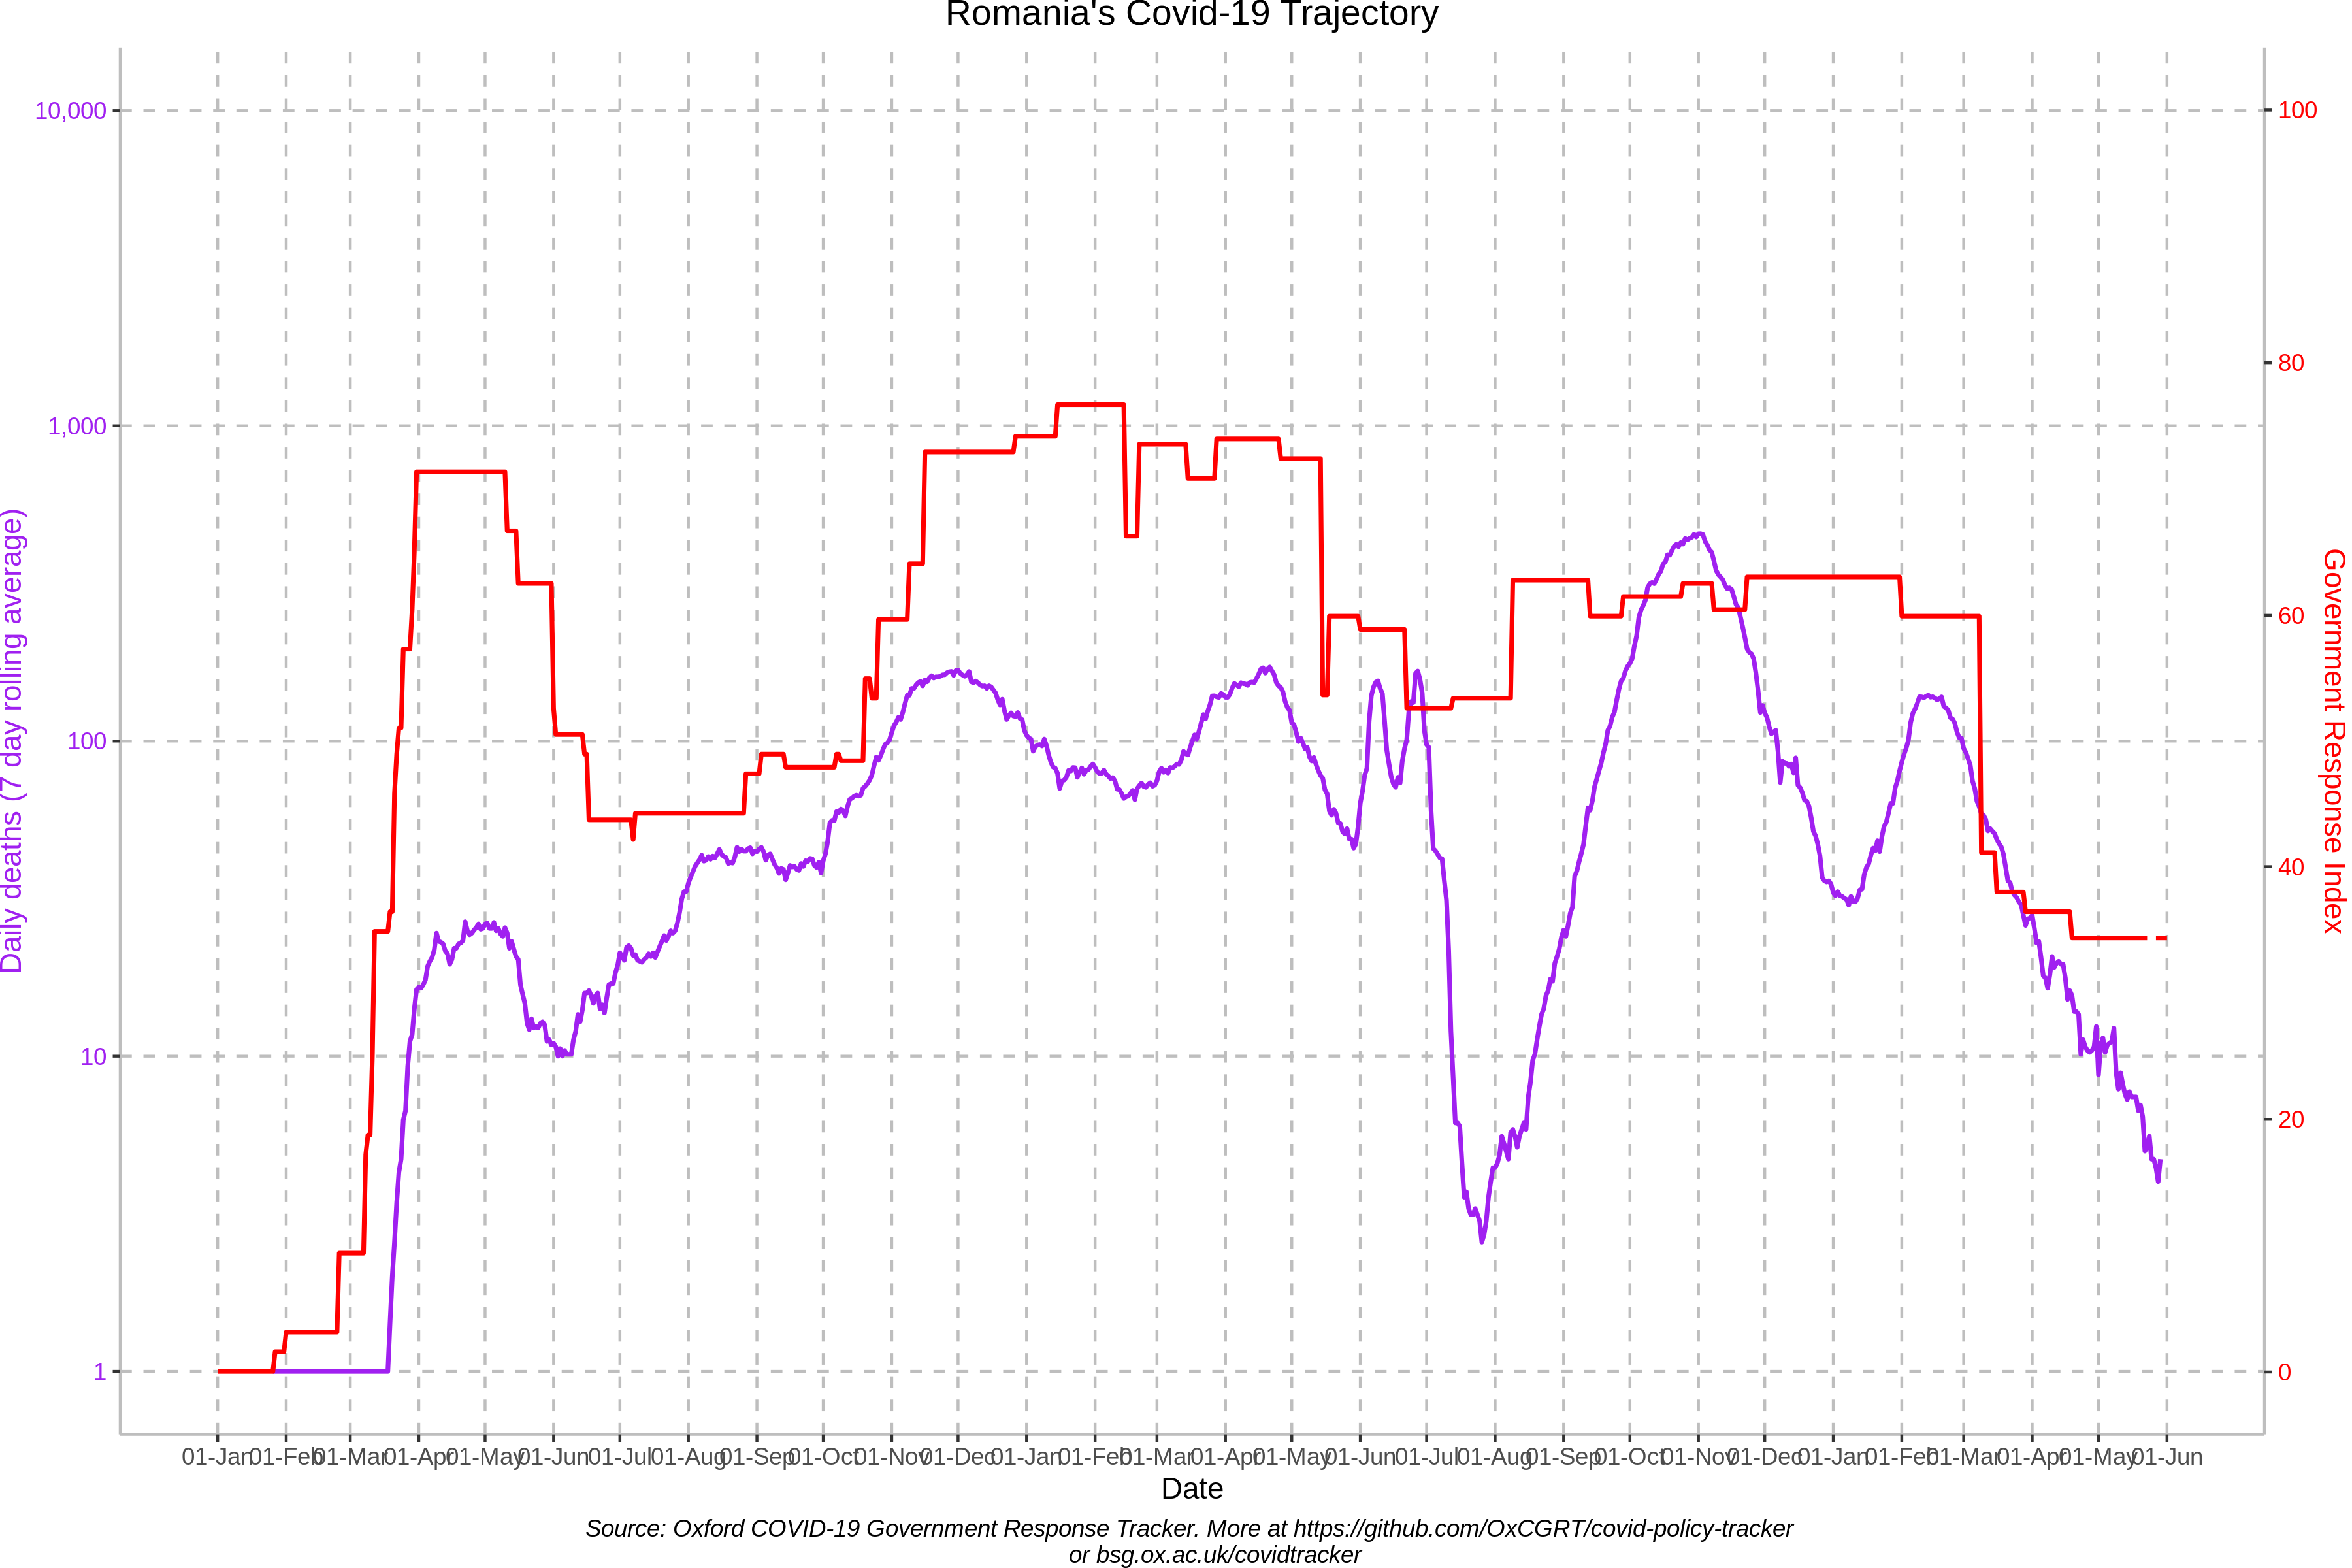 Romania's Covid-19 Trajectory
10,000
1,000
100
10
1
Daily deaths (7 day rolling average)
100
80
60
40
20
0
Government Response Index
01-Jan 01-Feb 01-Mar 01-Apr 01-May 01-Jun 01-Jul 01-Aug 01-Sep 01-Oct 01-Nov 01-Dec 01-Jan 01-Feb 01-Mar 01-Apr 01-May 01-Jun 01-Jul 01-Aug 01-Sep 01-Oct 01-Nov 01-Dec 01-Jan 01-Feb 01-Mar 01-Apr 01-May 01-Jun
Date
Source: Oxford COVID-19 Government Response Tracker. More at https://github.com/OxCGRT/covid-policy-tracker
or bsg.ox.ac.uk/covidtracker